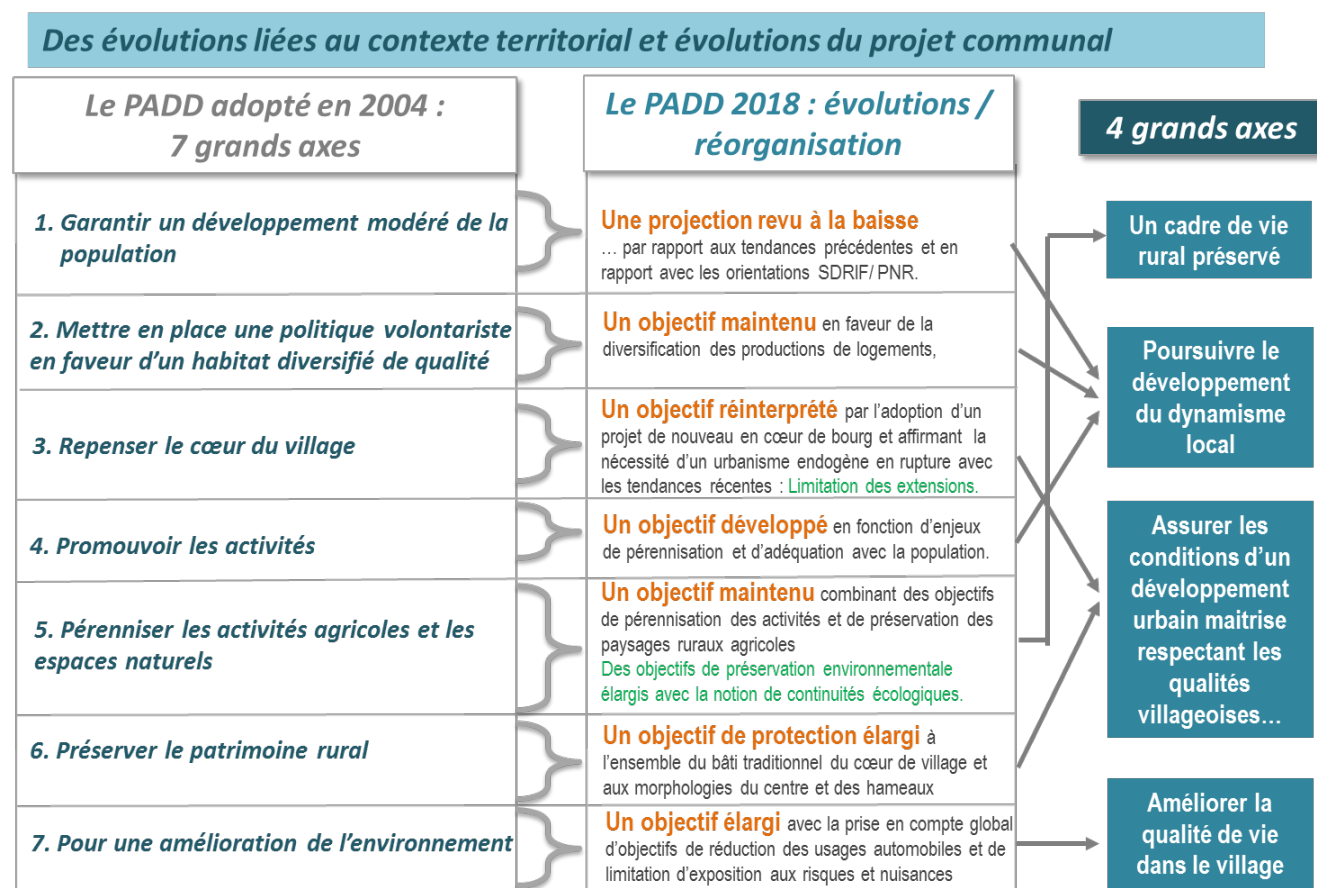 Des évolutions liées au contexte territorial et évolutions du projet communal
Le PADD adopté en 2004 :
7 grands axes
Le PADD 2018 : évolutions /
réorganisation
4 grands axes
1. Garantir un développement modéré de la
population
Une projection revu à la baisse
… par rapport aux tendances précédentes et en
rapport avec les orientations SDRIF/ PNR.
2. Mettre en place une politique volontariste
en faveur d’un habitat diversifié de qualité
Un objectif maintenu en faveur de la
diversification des productions de logements,
3. Repenser le cœur du village
Un objectif réinterprété par l’adoption d’un
projet de nouveau en cœur de bourg et affirmant la
nécessité d’un urbanisme endogène en rupture avec
les tendances récentes : Limitation des extensions.
4. Promouvoir les activités
Un objectif développé en fonction d’enjeux
de pérennisation et d’adéquation avec la population.
5. Pérenniser les activités agricoles et les
espaces naturels
Un objectif maintenu combinant des objectifs
de pérennisation des activités et de préservation des
paysages ruraux agricoles
Des objectifs de préservation environnementale
élargis avec la notion de continuités écologiques.
6. Préserver le patrimoine rural
Un objectif de protection élargi à
l’ensemble du bâti traditionnel du cœur de village et
aux morphologies du centre et des hameaux
7. Pour une amélioration de l’environnement
Un objectif élargi avec la prise en compte global
d’objectifs de réduction des usages automobiles et de
limitation d’exposition aux risques et nuisances
Un cadre de vie
rural préservé
Poursuivre le
développement
du dynamisme
local
Assurer les
conditions d’un
développement
urbain maitrise
respectant les
qualités
villageoises…
Améliorer la
qualité de vie
dans le village